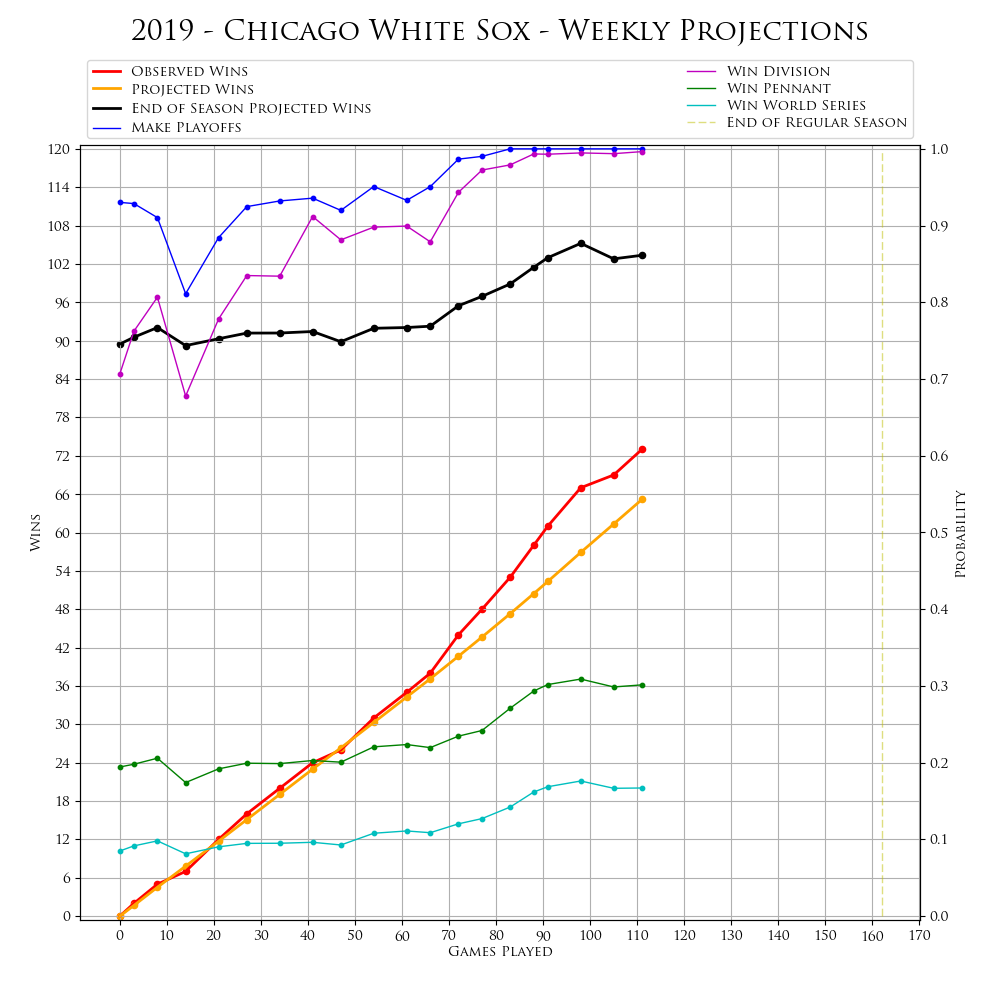 2019 - Chicago White Sox - Weekly Projections
Observed Wins
Projected Wins
End of Season Projected Wins
Make Playoffs
Win Division
Win Pennant
Win World Series
End of Regular Season
120
114
108
102
96
90
84
78
72
66
60
54
48
42
36
30
24
18
12
6
0
Wins
1.0
0.9
0.8
0.7
0.6
0.5
0.4
0.3
0.2
0.1
0.0
Probability
0 10 20 30 40 50 60 70 80 90 100 110 120 130 140 150 160 170
Games Played